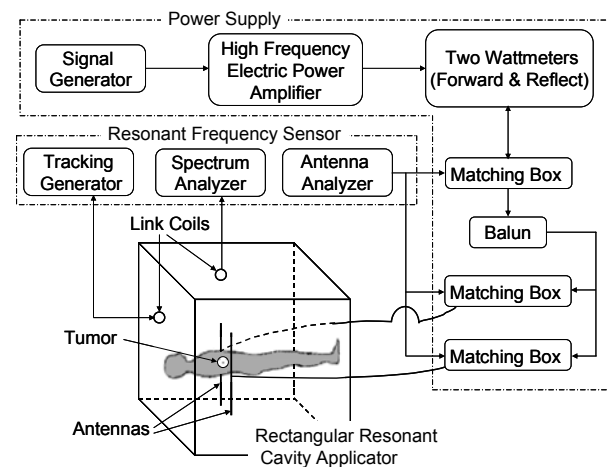 Power Supply
Signal
Generator
High Frequency
Electric Power
Amplifier
Two Wattmeters
(Forward & Reflect)
Resonant Frequency Sensor
Tracking
Generator
Spectrum
Analyzer
Antenna
Analyzer
Matching Box
Link Coils
Balun
Matching Box
Tumor
Matching Box
Antennas
Rectangular Resonant
Cavity Applicator